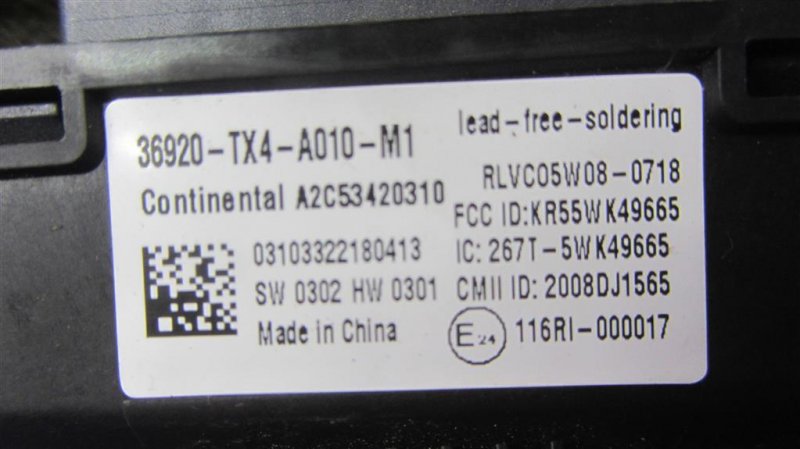 36920-TX4-A010-M1
lead-free-soldering
Continental A2C53420310
RLVC05W08-0718
FCC ID:KR55WK49665
03103322180413
IC: 267T-5WK49665
SW 0302 HW 0301
CMII ID: 2008DJ1565
Made in China
E24
116RI-000017